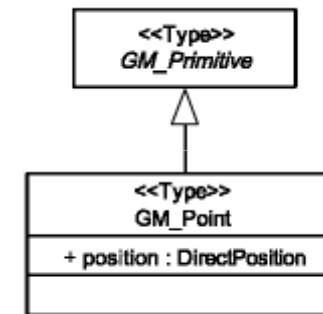 <<Type>>
GM_Primitive
<<Type>>
GM_Point
+ position : DirectPosition